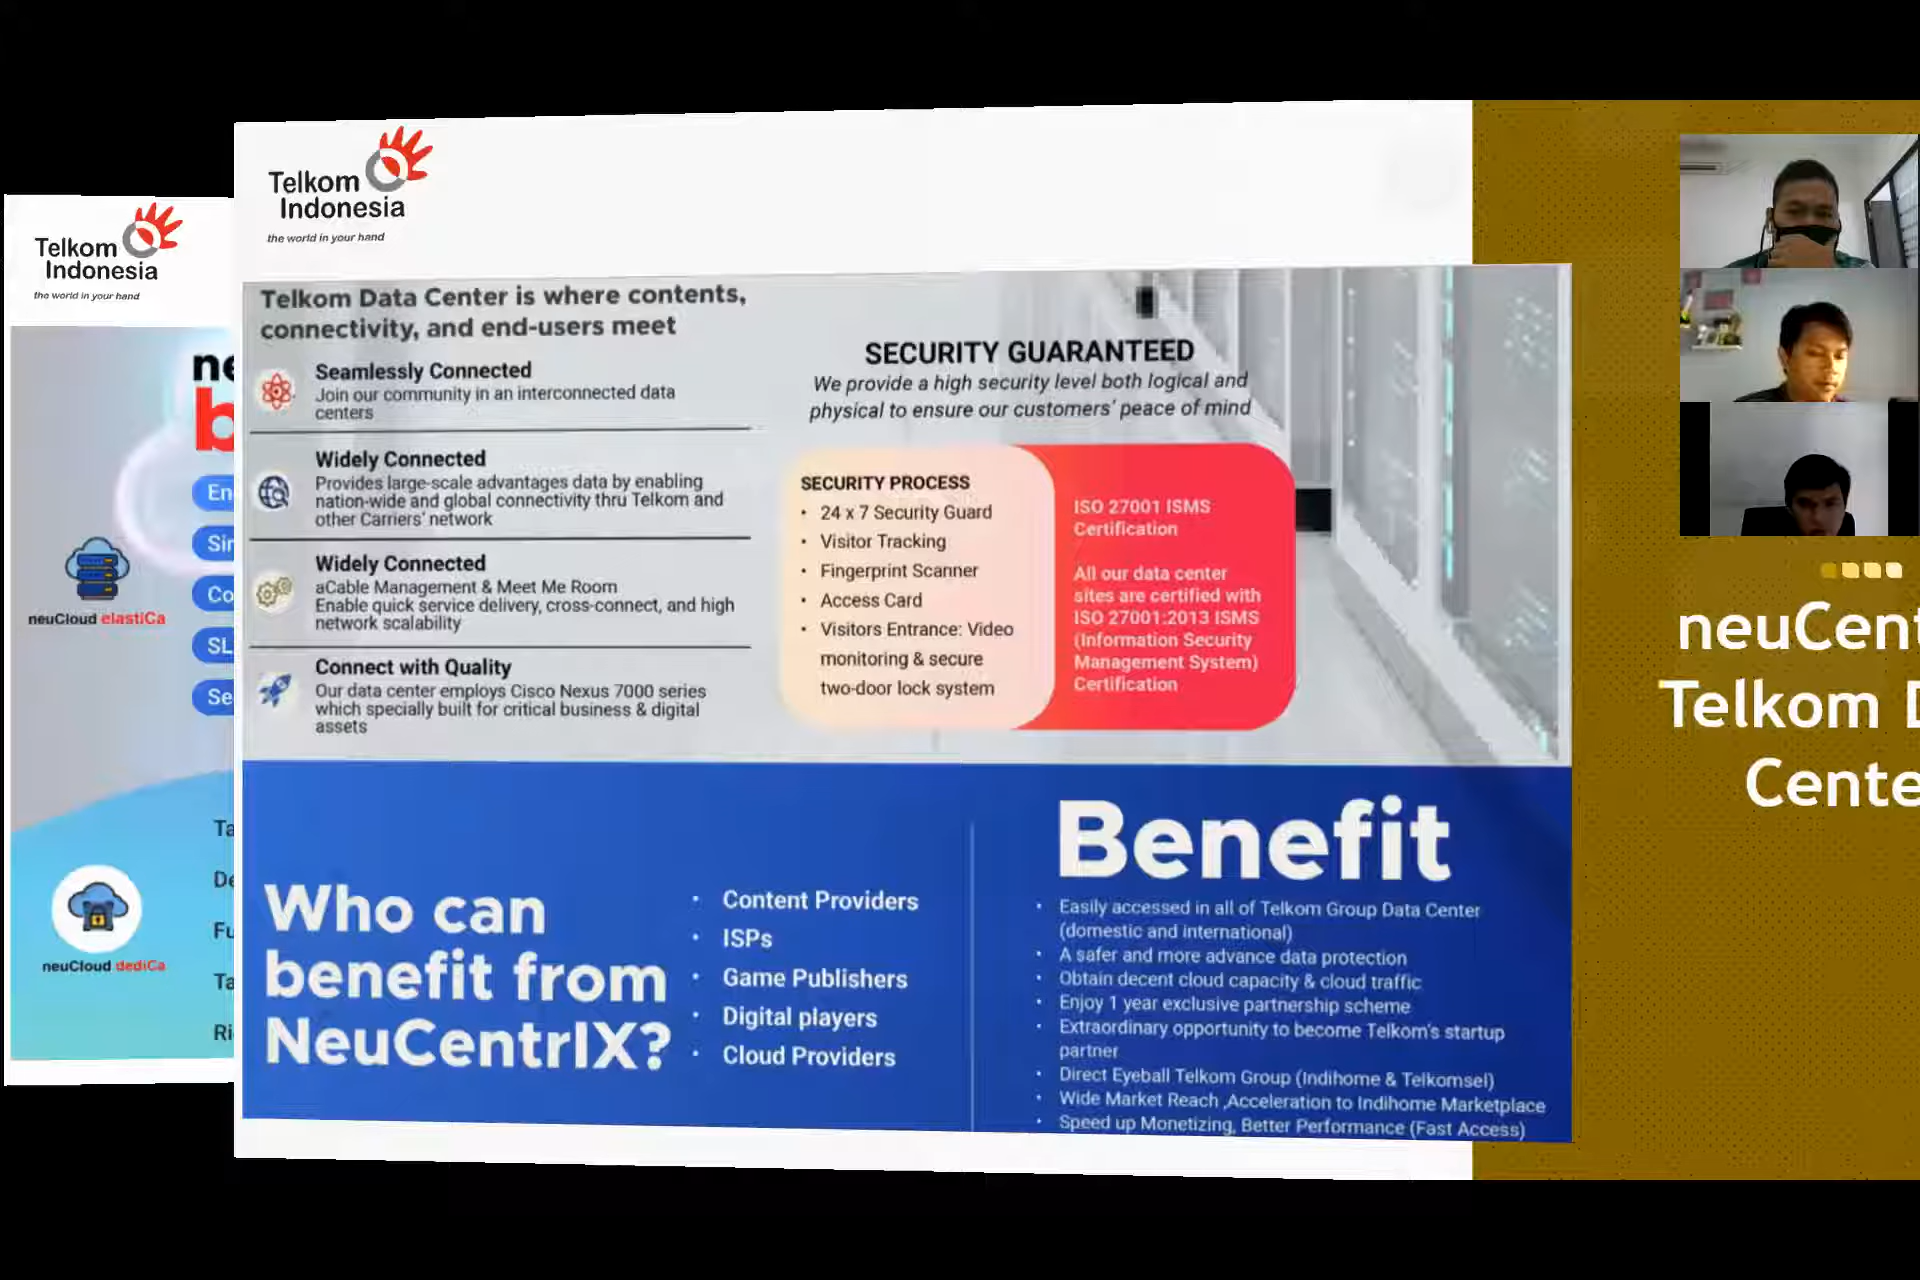 Telkom
Indonesia
the world in your hand
neuCloud elastiCa
neuCloud dediCa
Telkom
Indonesia
the world in your hand
Telkom Data Center is where contents,
connectivity, and end-users meet
Seamlessly Connected
Join our community in an interconnected data
centers
Widely Connected
Provides large-scale advantages data by enabling
nation-wide and global connectivity thru Telkom and
other Carriers' network
Widely Connected
aCable Management & Meet Me Room
Enable quick service delivery, cross-connect, and high
network scalability
Connect with Quality
Our data center employs Cisco Nexus 7000 series
which specially built for critical business & digital
assets
SECURITY GUARANTEED
We provide a high security level both logical and
physical to ensure our customers' peace of mind
SECURITY PROCESS
• 24 x 7 Security Guard
• Visitor Tracking
• Fingerprint Scanner
• Access Card
• Visitors Entrance: Video
monitoring & secure
two-door lock system
ISO 27001 ISMS
Certification
All our data center
sites are certified with
ISO 27001:2013 ISMS
(Information Security
Management System)
Certification
Who can
benefit from
NeuCentrIX?
• Content Providers
• ISPs
• Game Publishers
• Digital players
• Cloud Providers
Benefit
• Easily accessed in all of Telkom Group Data Center
(domestic and international)
• A safer and more advance data protection
• Obtain decent cloud capacity & cloud traffic
• Enjoy 1 year exclusive partnership scheme
• Extraordinary opportunity to become Telkom's startup
partner
• Direct Eyeball Telkom Group (Indihome & Telkomsel)
• Wide Market Reach ,Acceleration to Indihome Marketplace
• Speed up Monetizing, Better Performance (Fast Access)
neuCent
Telkom D
Cente